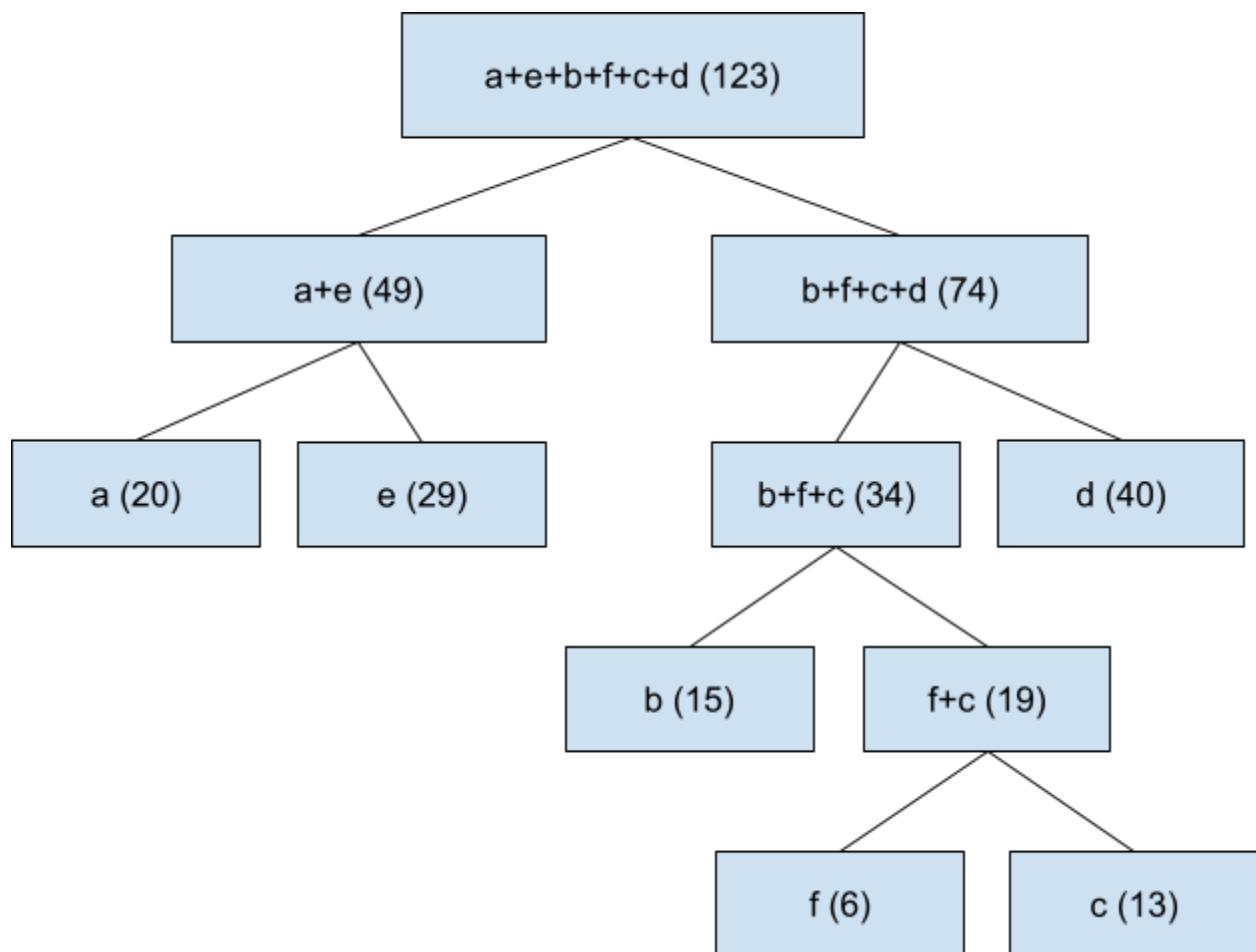 a+e+b+f+c+d (123)
a+e (49)
b+f+c+d (74)
a (20)
e (29)
b+f+c (34)
d (40)
b (15)
f+c (19)
f (6)
c (13)